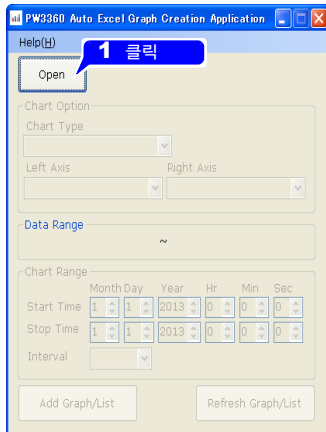 PW3360 Auto Excel Graph Creation Application
Help(H)
1 클릭
Open
Chart Option
Chart Type
Left Axis Right Axis
Data Range
~
Chart Range
Month Day Year Hr Min Sec
Start Time 1 1 2013 0 0 0
Stop Time 1 1 2013 0 0 0
Interval
Add Graph/List Refresh Graph/List